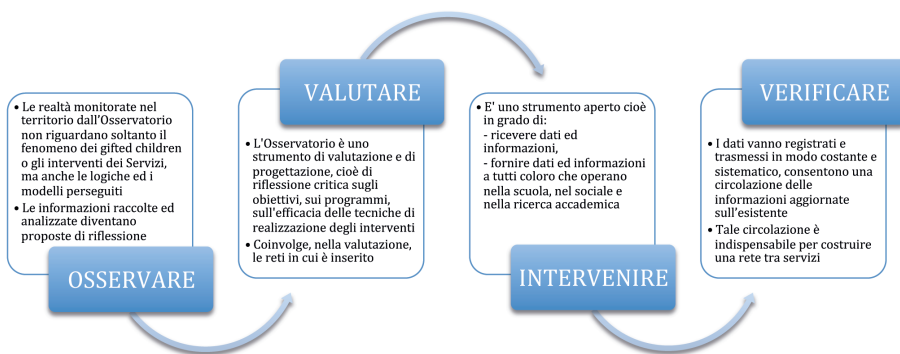 • Le realtà monitorate nel
territorio dall'Osservatorio
non riguardano soltanto il
fenomeno dei gifted children
o gli interventi dei Servizi,
ma anche le logiche ed i
modelli perseguiti
• Le informazioni raccolte ed
analizzate diventano
proposte di riflessione
OSSERVARE
VALUTARE
• L'Osservatorio è uno
strumento di valutazione e di
progettazione, cioè di
riflessione critica sugli
obiettivi, sui programmi,
sull'efficacia delle tecniche di
realizzazione degli interventi
• Coinvolge, nella valutazione,
le reti in cui è inserito
• E' uno strumento aperto cioè
in grado di:
- ricevere dati ed
informazioni,
- fornire dati ed informazioni
a tutti coloro che operano
nella scuola, nel sociale e
nella ricerca accademica
INTERVENIRE
VERIFICARE
• I dati vanno registrati e
trasmessi in modo costante e
sistematico, consentono una
circolazione delle
informazioni aggiornate
sull'esistente
• Tale circolazione è
indispensabile per costruire
una rete tra servizi